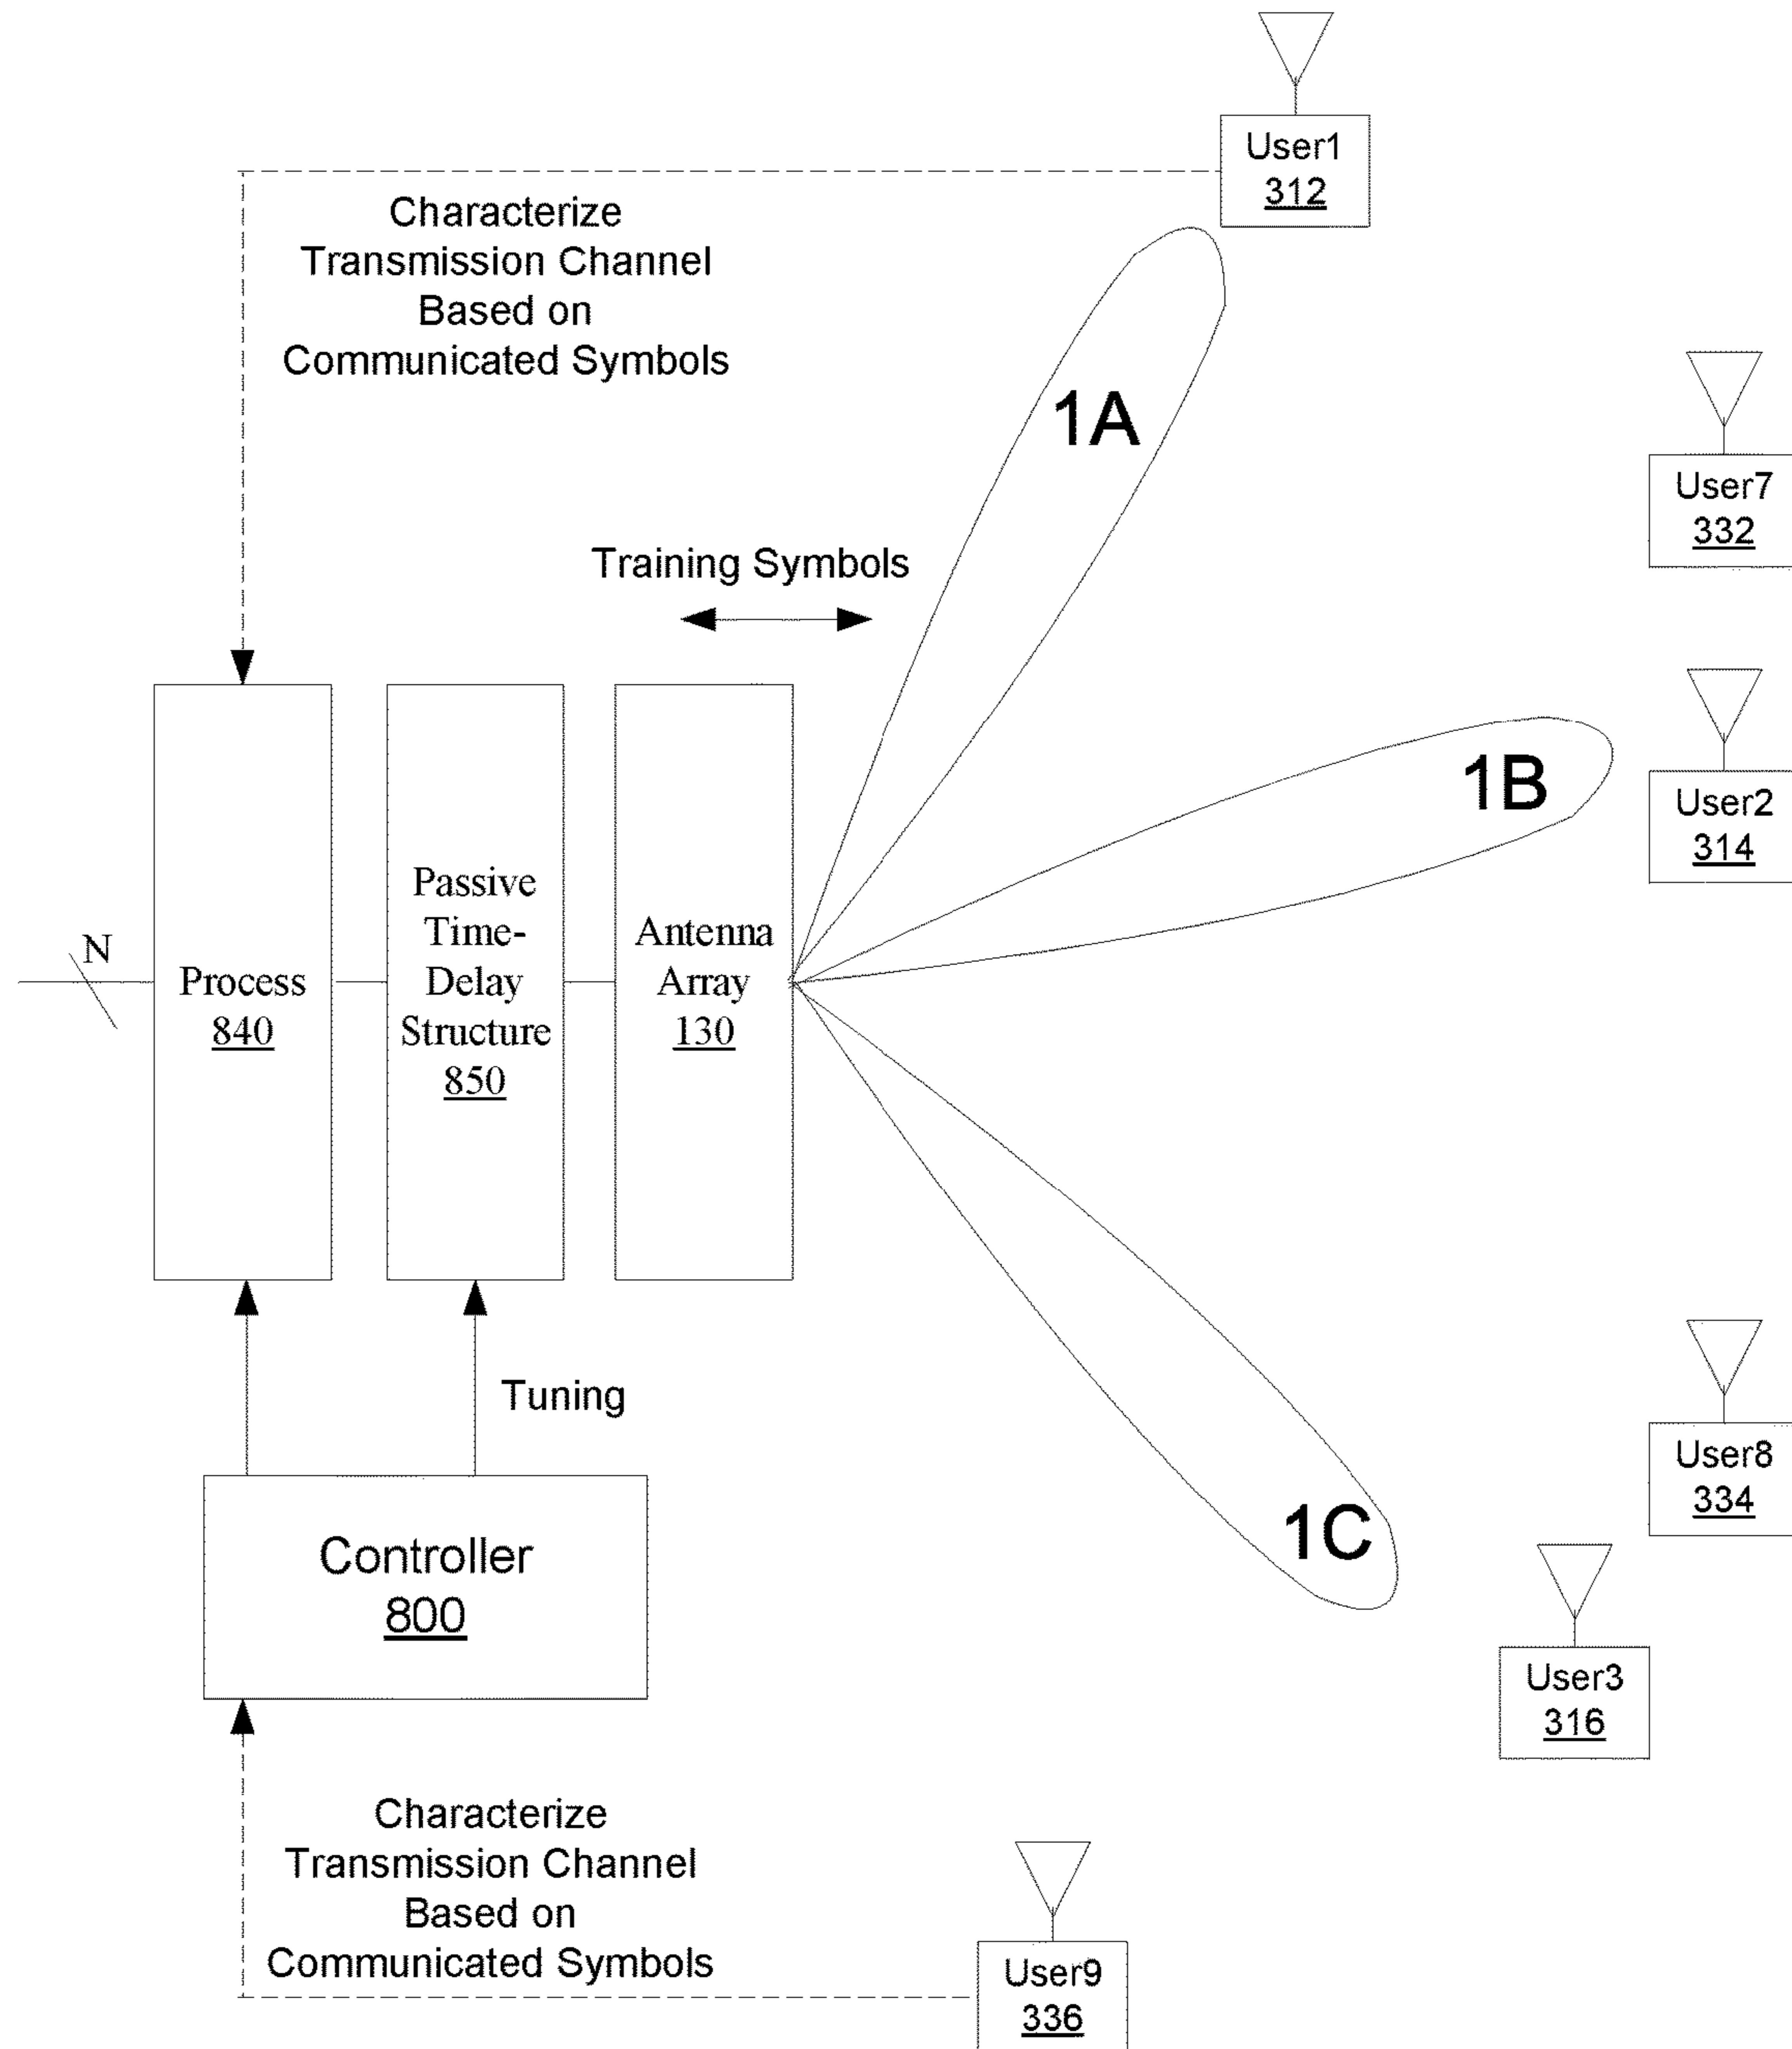 User1
312
Characterize
Transmission Channel
Based on
Communicated Symbols
1A
User7
332
Training Symbols
1B
User2
314
N
Process
840
Passive
Time-
Delay
Structure
850
Antenna
Array
130
Tuning
User8
334
1C
Controller
800
User3
316
Characterize
Transmission Channel
Based on
Communicated Symbols
User9
336